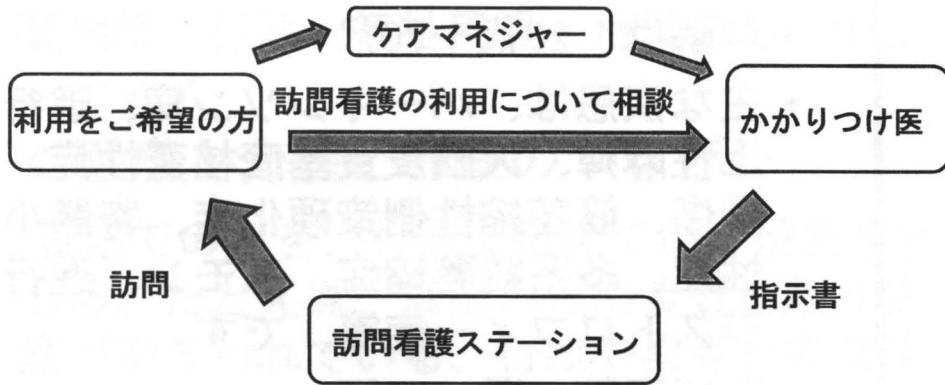 ケアマネジャー
利用をご希望の方
訪問看護の利用について相談
かかりつけ医
訪問
指示書
訪問看護ステーション